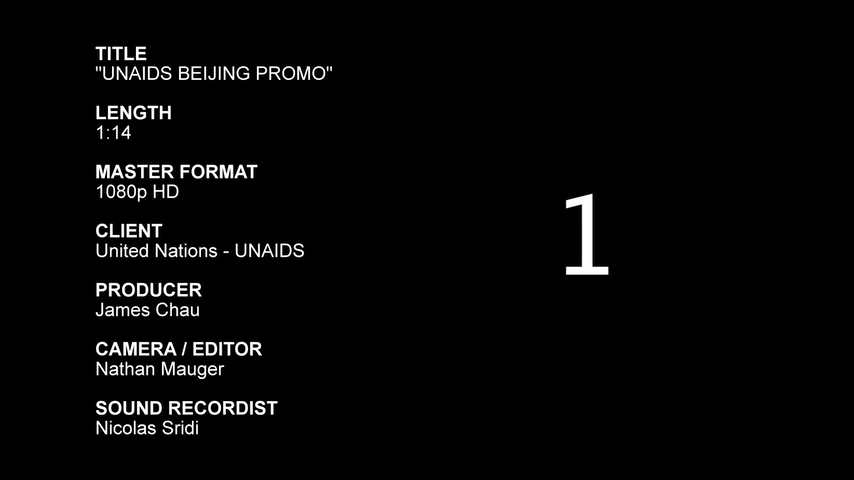 TITLE
"UNAIDS BEIJING PROMO"
LENGTH
1:14
MASTER FORMAT
1080p HD
CLIENT
United Nations - UNAIDS
PRODUCER
James Chau
CAMERA / EDITOR
Nathan Mauger
SOUND RECORDIST
Nicolas Sridi
1